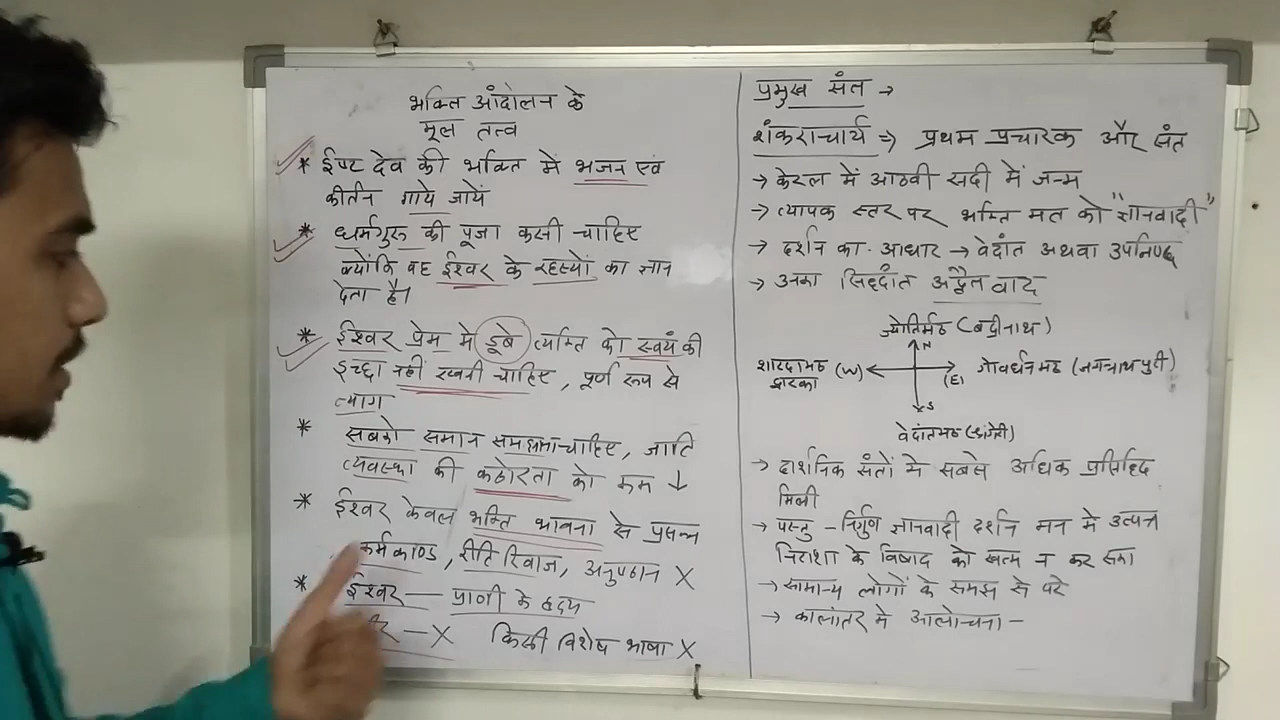 भक्ति आंदोलन के
मूल तत्व
* ईष्ट देव की भक्ति में भजन एवं
कीर्तन गाये जायें
* धर्मगुरु की पूजा करनी चाहिए
क्योंकि वह ईश्वर के रहस्यों का ज्ञान
देता है।
* ईश्वर प्रेम मे डूबे व्यक्ति को स्वयं की
इच्छा नहीं रखनी चाहिए, पूर्ण रूप से
त्याग
* सबको समान समझना चाहिए, जाति
व्यवस्था की कठोरता को कम ↓
* ईश्वर केवल भक्ति भावना से प्रसन्न
कर्मकाण्ड, रीति रिवाज, अनुष्ठान X
* ईश्वर — प्राणी के हृदय
— X किसी विशेष भाषा X
प्रमुख संत →
शंकराचार्य ⇒ प्रथम प्रचारक और संत
→ केरल में आठवी सदी में जन्म
→ व्यापक स्तर पर भक्ति मत को "ज्ञानवादी"
→ दर्शन का आधार → वेदांत अथवा उपनिषद
→ उनका सिद्दांत अद्वैतवाद
ज्योतिर्मठ (बद्रीनाथ)
N
शारदामठ (W) (E) गोवर्धनमठ (जगन्नाथ पुरी)
द्वारका
S
वेदांतमठ (श्रंगेरी)
→ दार्शनिक संतों में सबसे अधिक प्रसिद्दि
मिली
→ परन्तु - निर्गुण ज्ञानवादी दर्शन मन मे उत्पन्न
निराशा के विषाद को खत्म न कर सका
→ सामान्य लोगों के समझ से परे
→ कालांतर मे आलोचना -